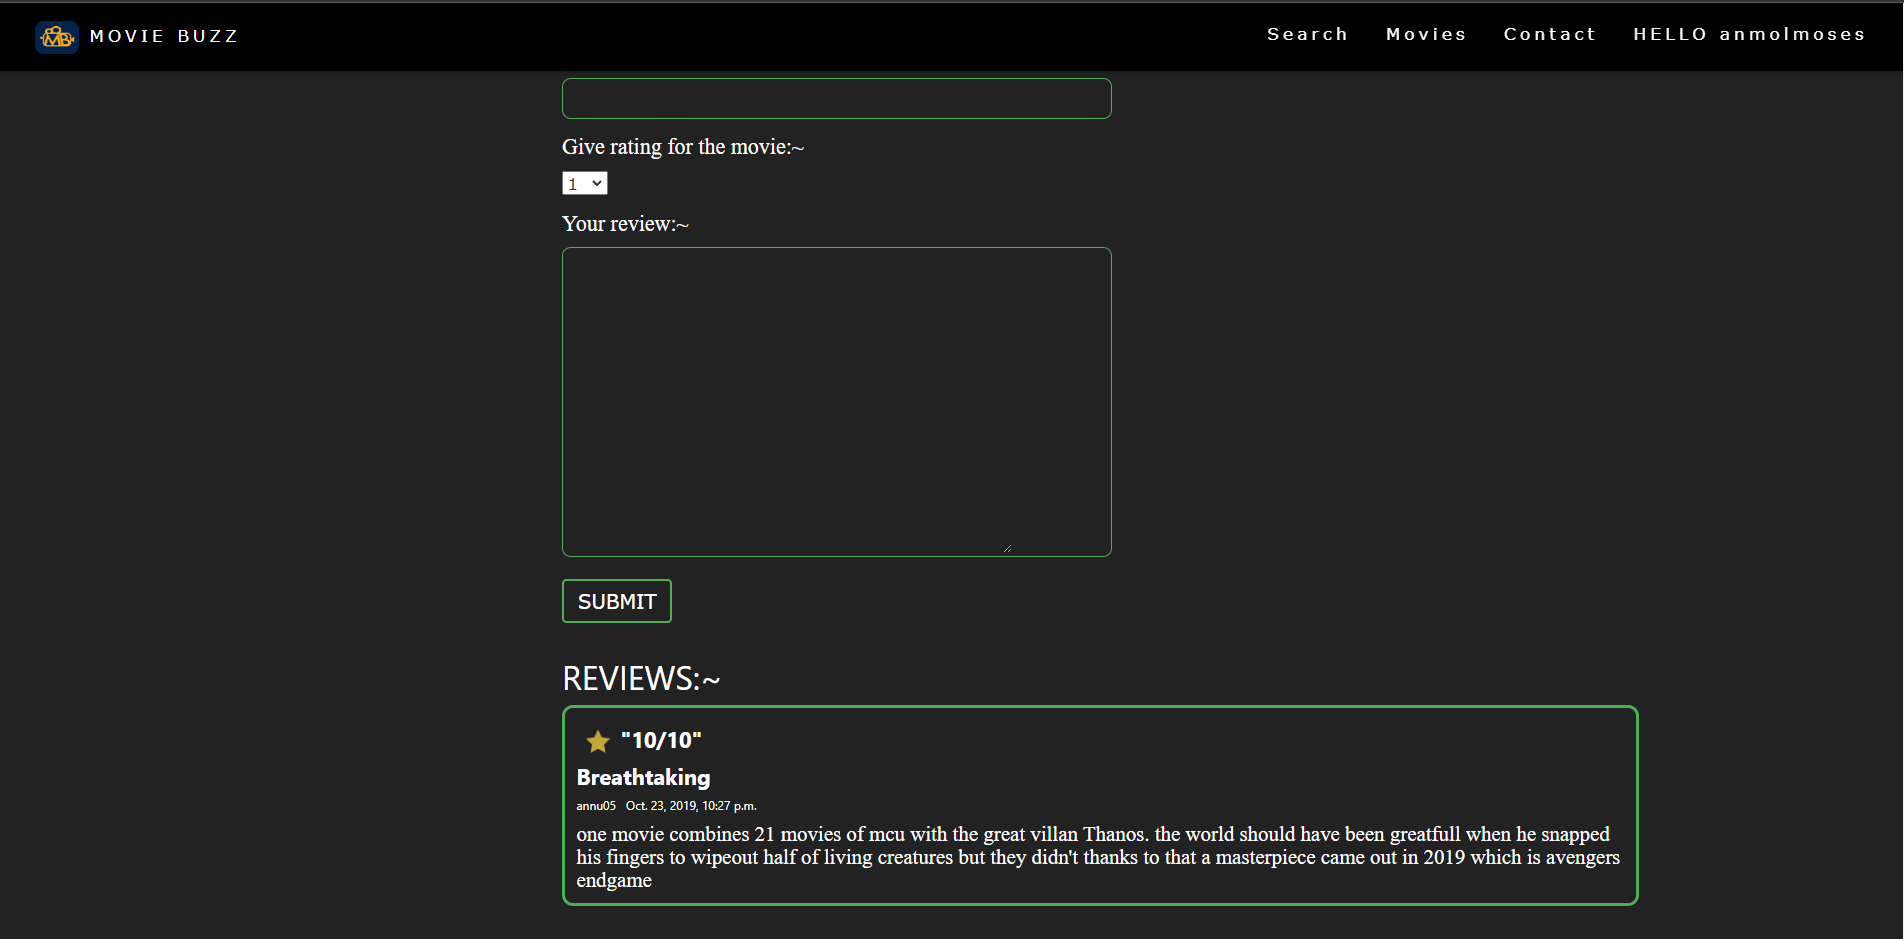 MB MOVIE BUZZ Search Movies Contact HELLO anmolmoses
Give rating for the movie:~
1
Your review:~
SUBMIT
REVIEWS:~
"10/10"
Breathtaking
annu05 Oct. 23, 2019, 10:27 p.m.
one movie combines 21 movies of mcu with the great villan Thanos. the world should have been greatfull when he snapped
his fingers to wipeout half of living creatures but they didn't thanks to that a masterpiece came out in 2019 which is avengers
endgame